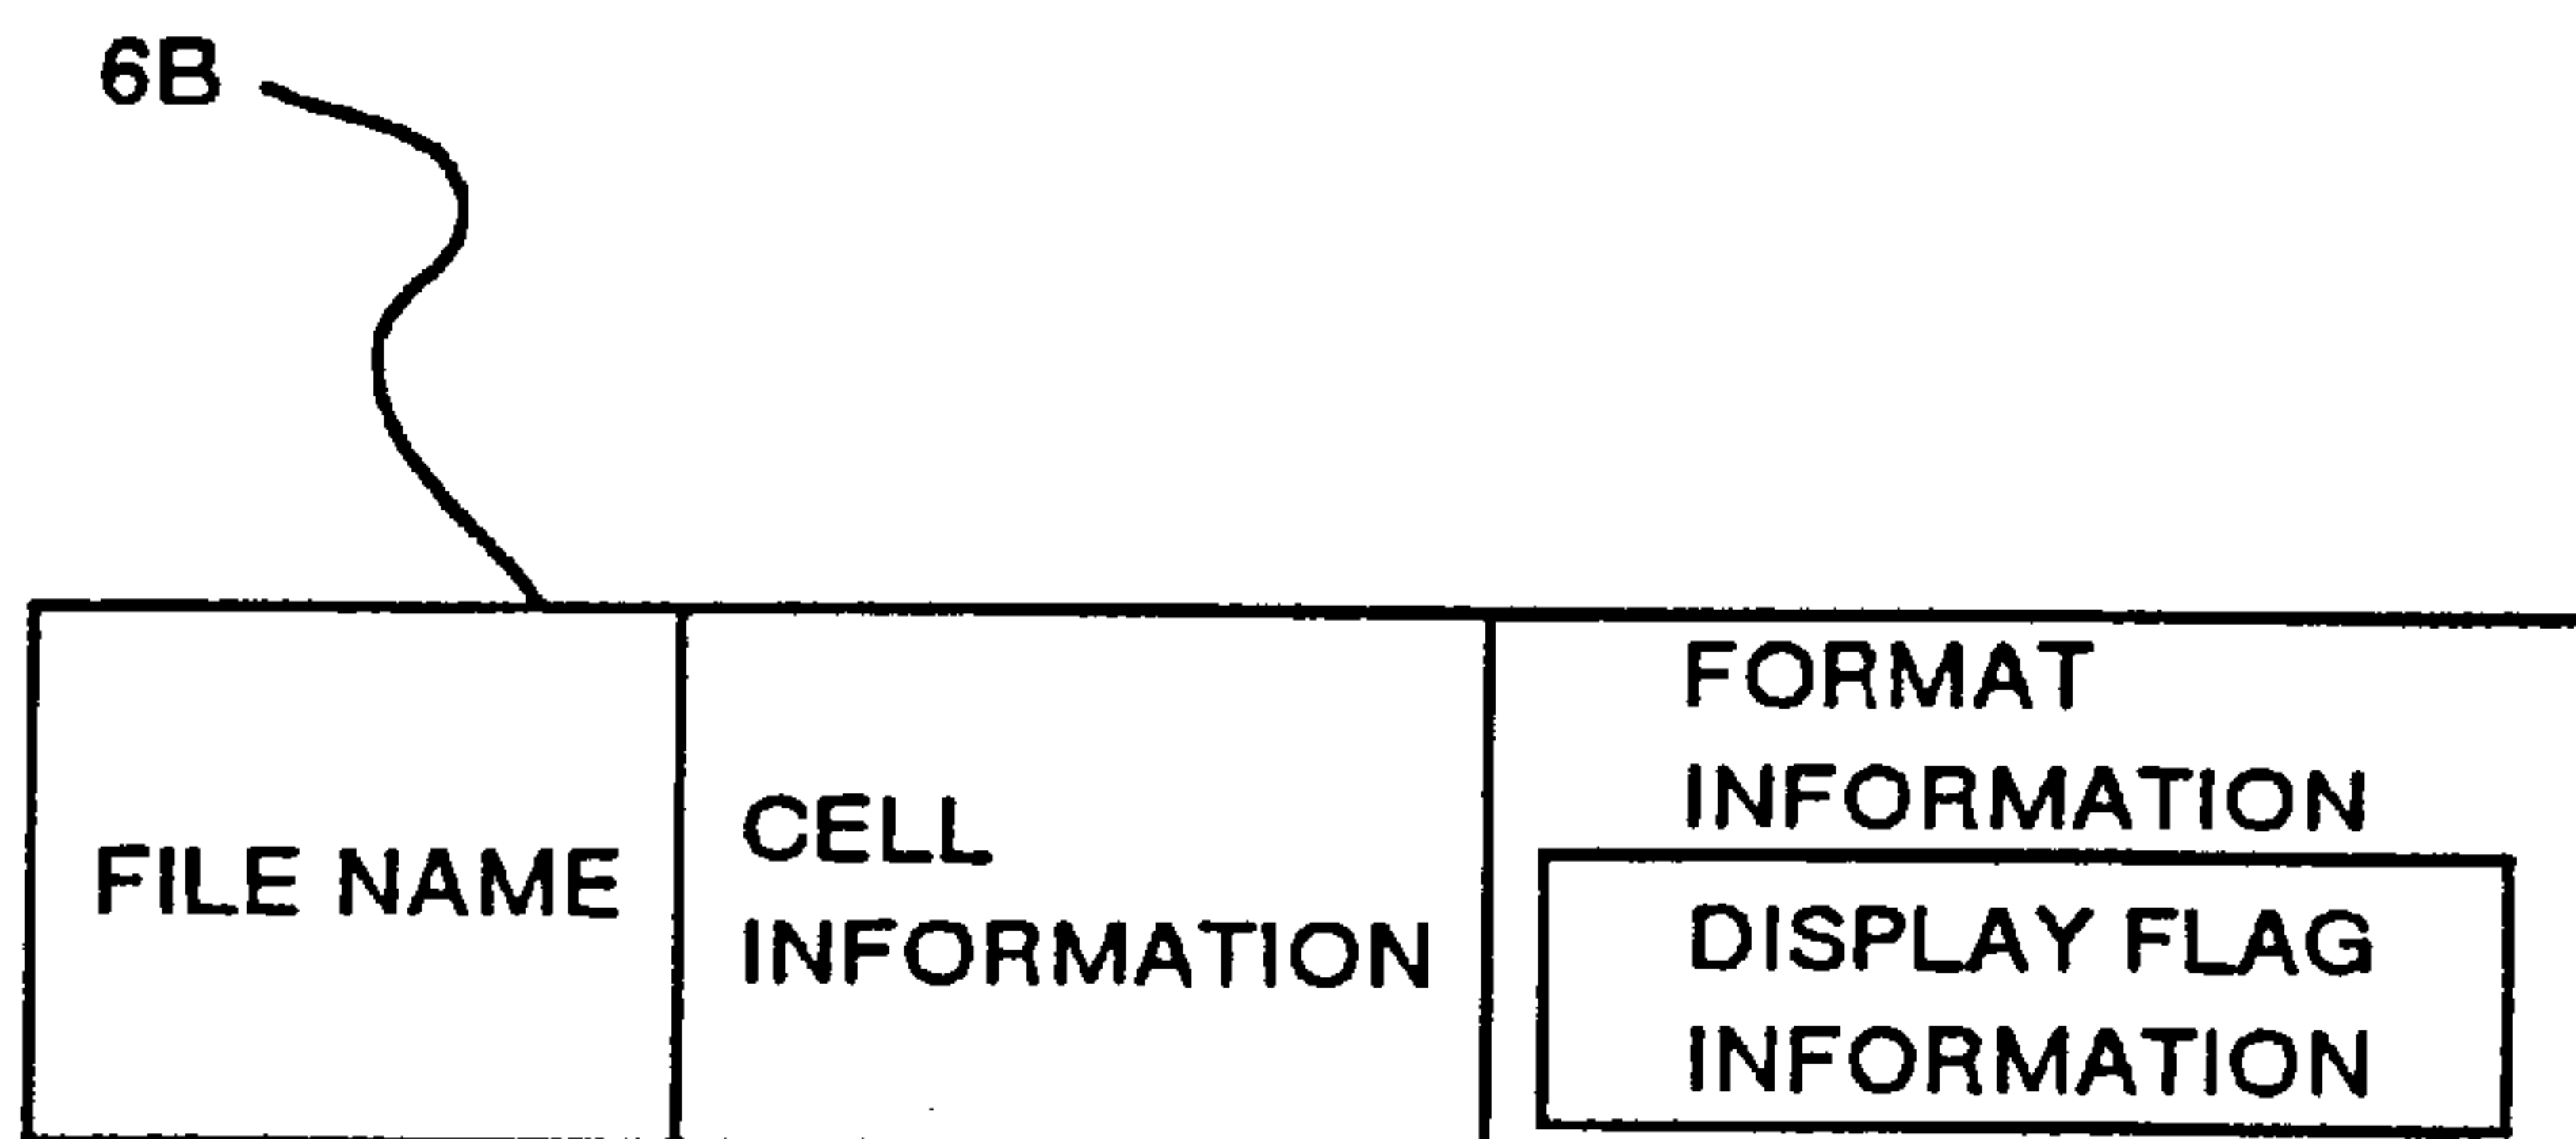 6B
FILE NAME
CELL
INFORMATION
FORMAT
INFORMATION
DISPLAY FLAG
INFORMATION